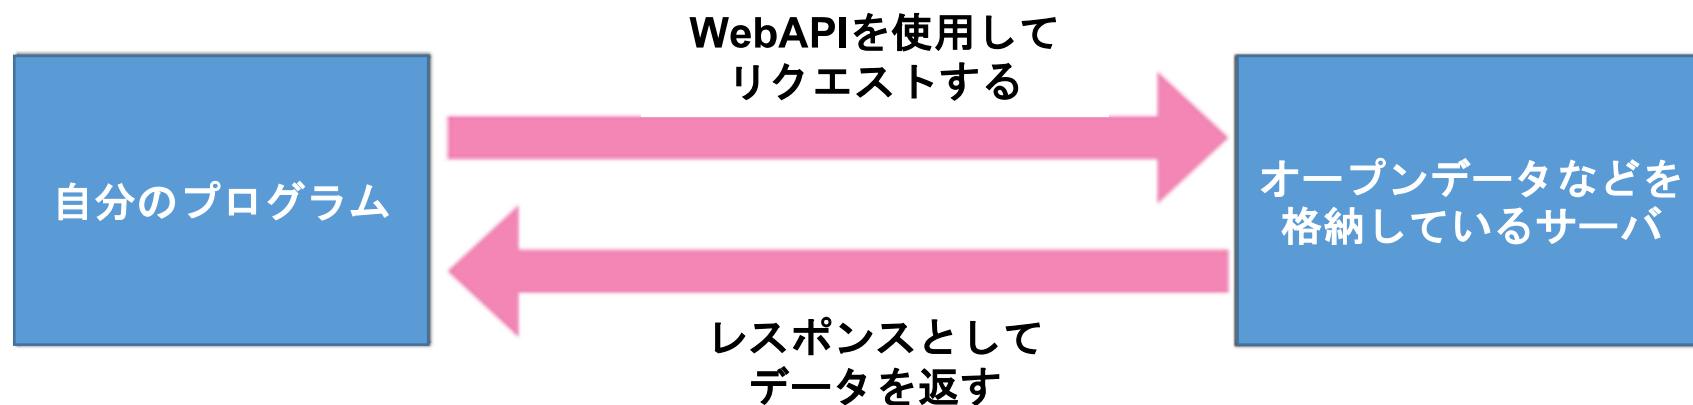 WebAPIを使用して
リクエストする
自分のプログラム
オープンデータなどを
格納しているサーバ
レスポンスとして
データを返す